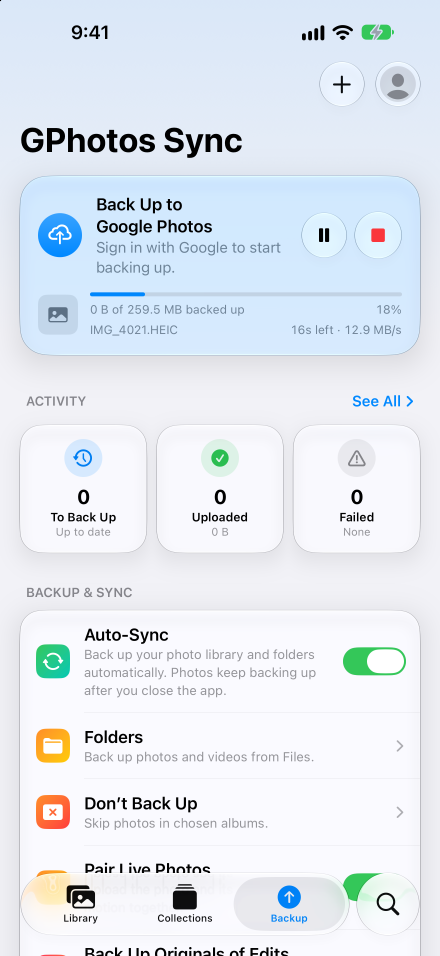 9:41
GPhotos Sync
Back Up to
Google Photos
Sign in with Google to start
backing up.
0 B of 259.5 MB backed up 18%
IMG_4021.HEIC 16s left · 12.9 MB/s
ACTIVITY See All
0 0 0
To Back Up Uploaded Failed
Up to date 0 B None
BACKUP & SYNC
Auto-Sync
Back up your photo library and folders
automatically. Photos keep backing up
after you close the app.
Folders
Back up photos and videos from Files.
Don’t Back Up
Skip photos in chosen albums.
Pair Live Photos
Library Collections Backup
Back Up Originals of Edits